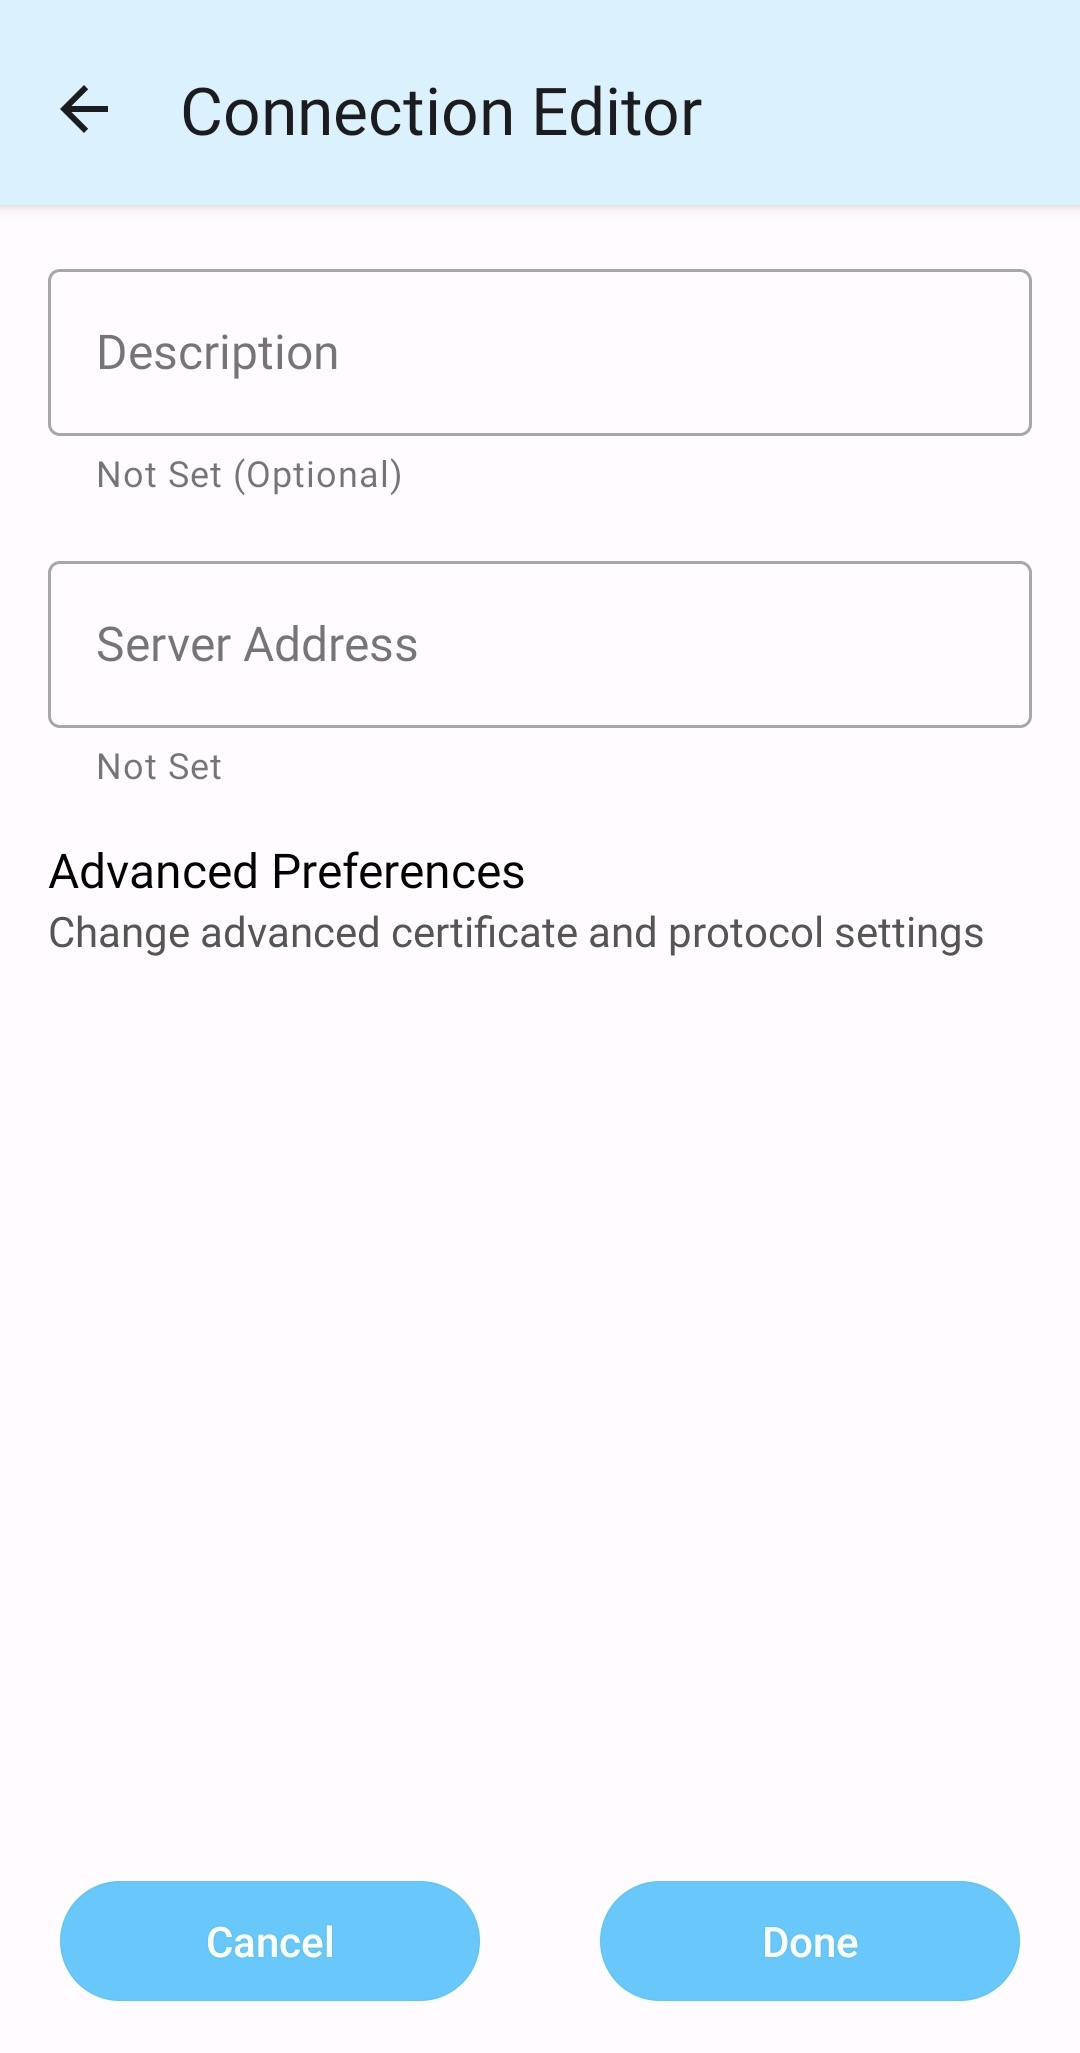 Connection Editor
Description
Not Set (Optional)
Server Address
Not Set
Advanced Preferences
Change advanced certificate and protocol settings
Cancel
Done